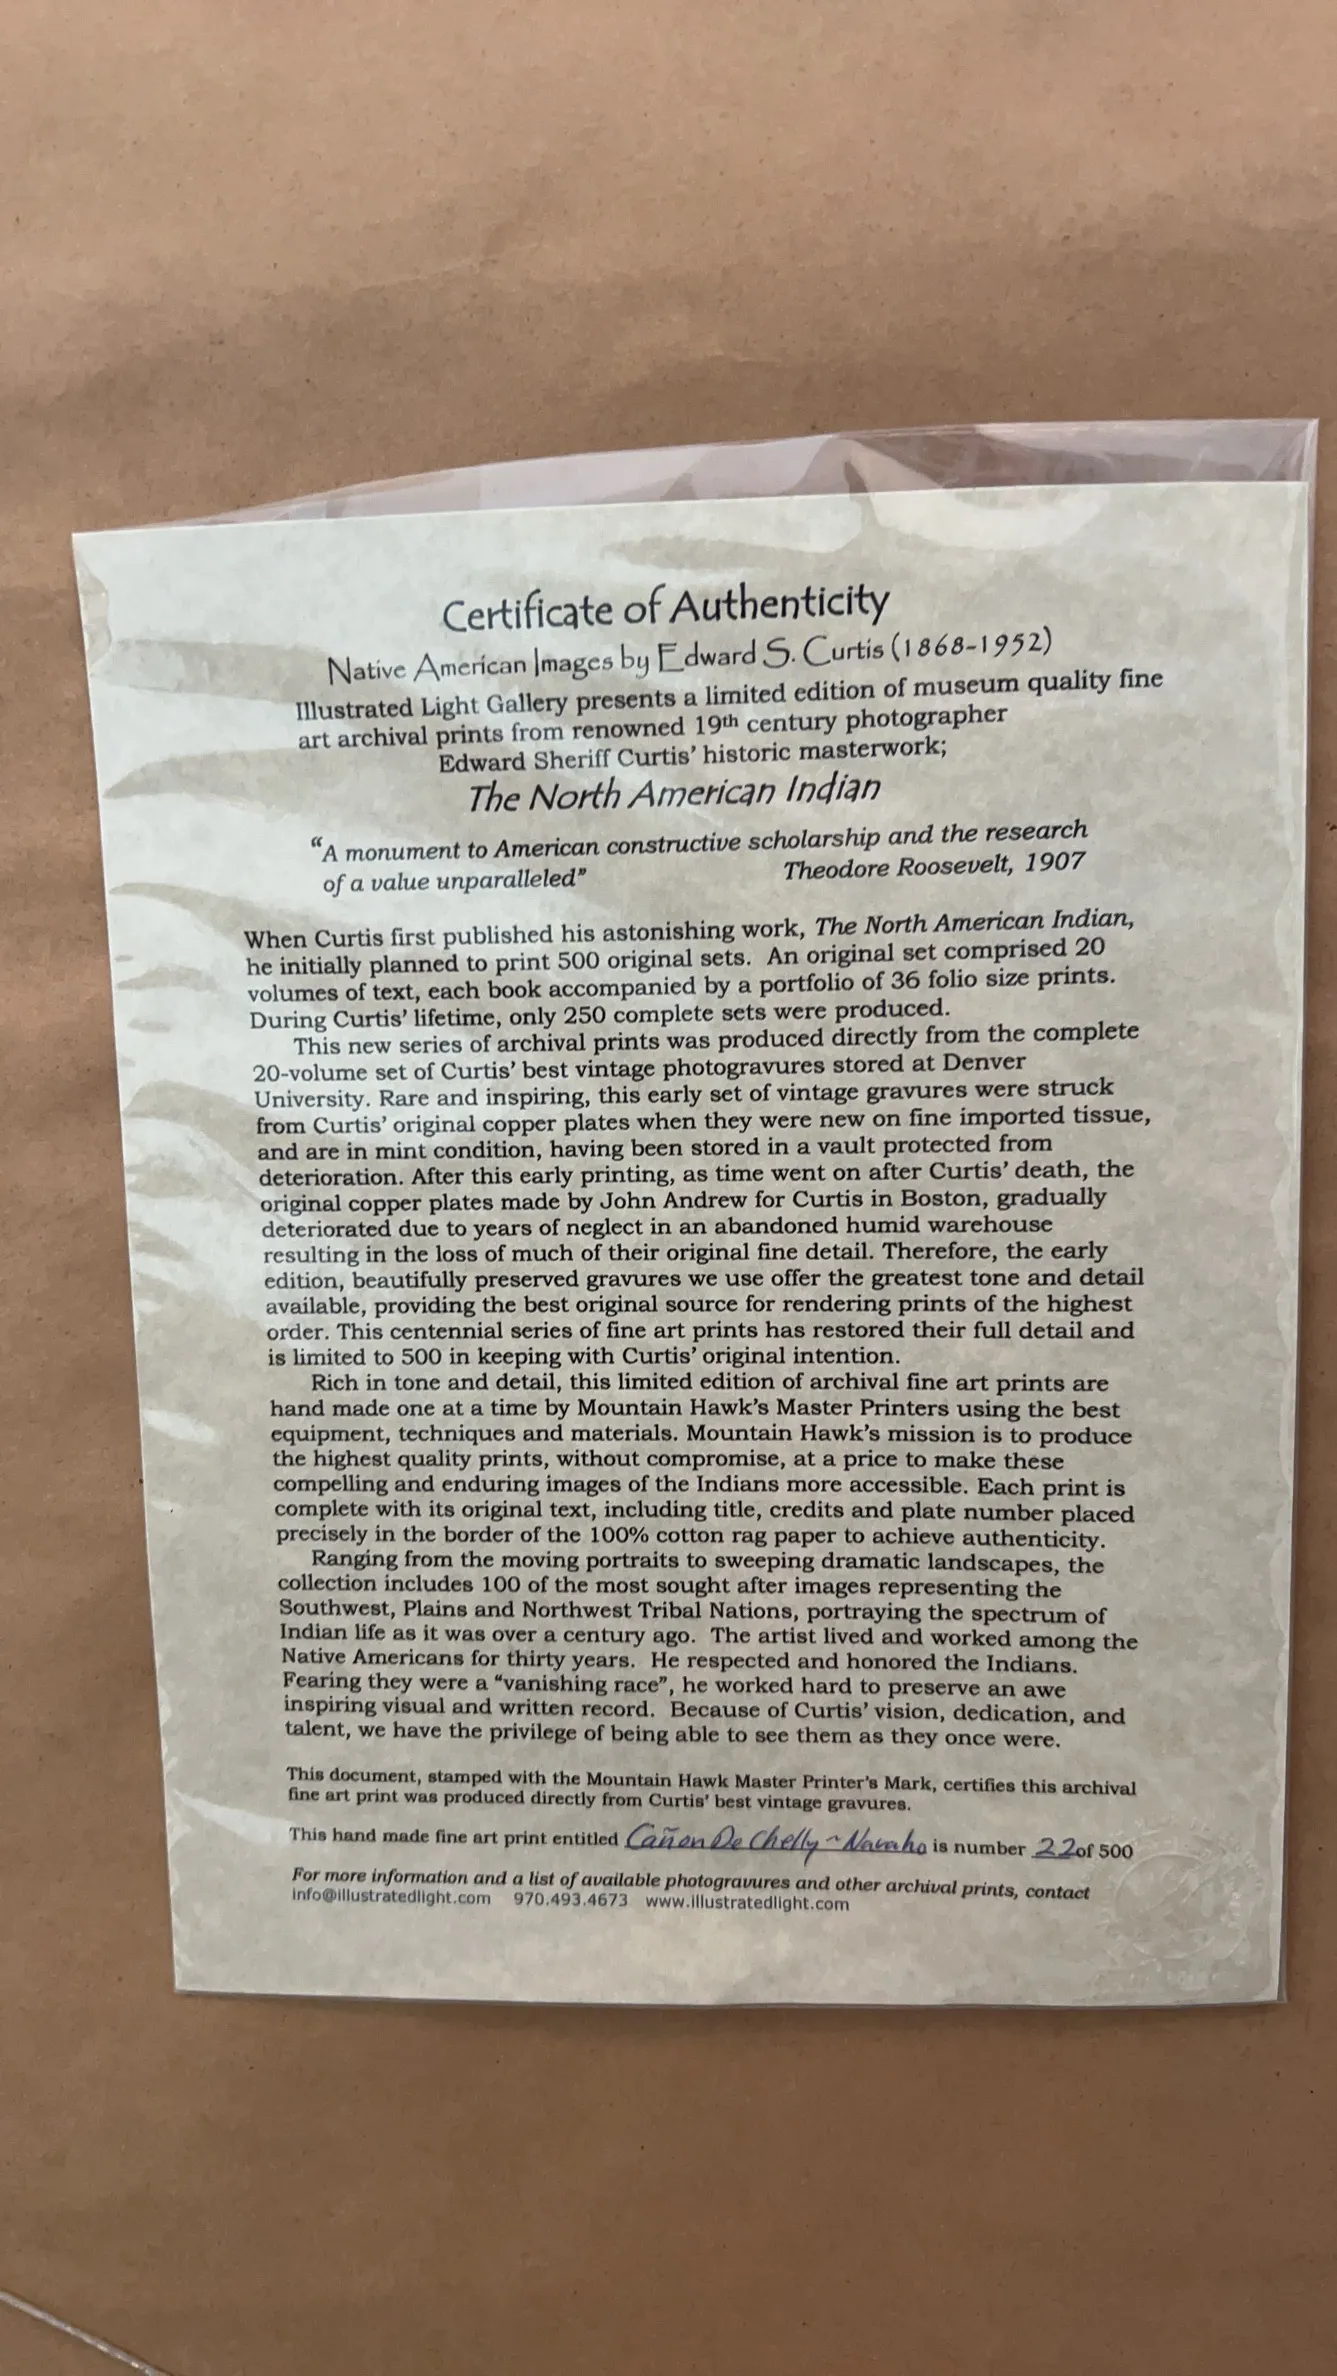 Certificate of Authenticity
Native American Images by Edward S. Curtis (1868-1952)
Illustrated Light Gallery presents a limited edition of museum quality fine
art archival prints from renowned 19th century photographer
Edward Sheriff Curtis' historic masterwork;
The North American Indian
"A monument to American constructive scholarship and the research
of a value unparalleled" Theodore Roosevelt, 1907
When Curtis first published his astonishing work, The North American Indian,
he initially planned to print 500 original sets. An original set comprised 20
volumes of text, each book accompanied by a portfolio of 36 folio size prints.
During Curtis' lifetime, only 250 complete sets were produced.
This new series of archival prints was produced directly from the complete
20-volume set of Curtis' best vintage photogravures stored at Denver
University. Rare and inspiring, this early set of vintage gravures were struck
from Curtis' original copper plates when they were new on fine imported tissue,
and are in mint condition, having been stored in a vault protected from
deterioration. After this early printing, as time went on after Curtis' death, the
original copper plates made by John Andrew for Curtis in Boston, gradually
deteriorated due to years of neglect in an abandoned humid warehouse
resulting in the loss of much of their original fine detail. Therefore, the early
edition, beautifully preserved gravures we use offer the greatest tone and detail
available, providing the best original source for rendering prints of the highest
order. This centennial series of fine art prints has restored their full detail and
is limited to 500 in keeping with Curtis' original intention.
Rich in tone and detail, this limited edition of archival fine art prints are
hand made one at a time by Mountain Hawk's Master Printers using the best
equipment, techniques and materials. Mountain Hawk's mission is to produce
the highest quality prints, without compromise, at a price to make these
compelling and enduring images of the Indians more accessible. Each print is
complete with its original text, including title, credits and plate number placed
precisely in the border of the 100% cotton rag paper to achieve authenticity.
Ranging from the moving portraits to sweeping dramatic landscapes, the
collection includes 100 of the most sought after images representing the
Southwest, Plains and Northwest Tribal Nations, portraying the spectrum of
Indian life as it was over a century ago. The artist lived and worked among the
Native Americans for thirty years. He respected and honored the Indians.
Fearing they were a "vanishing race", he worked hard to preserve an awe
inspiring visual and written record. Because of Curtis' vision, dedication, and
talent, we have the privilege of being able to see them as they once were.
This document, stamped with the Mountain Hawk Master Printer's Mark, certifies this archival
fine art print was produced directly from Curtis' best vintage gravures.
This hand made fine art print entitled Cañon De Chelly ~ Navaho is number 22 of 500
For more information and a list of available photogravures and other archival prints, contact
info@illustratedlight.com 970.493.4673 www.illustratedlight.com